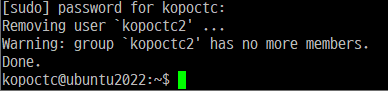 [sudo] password for kopoctc:
Removing user `kopoctc2' ...
Warning: group `kopoctc2' has no more members.
Done.
kopoctc@ubuntu2022:~$